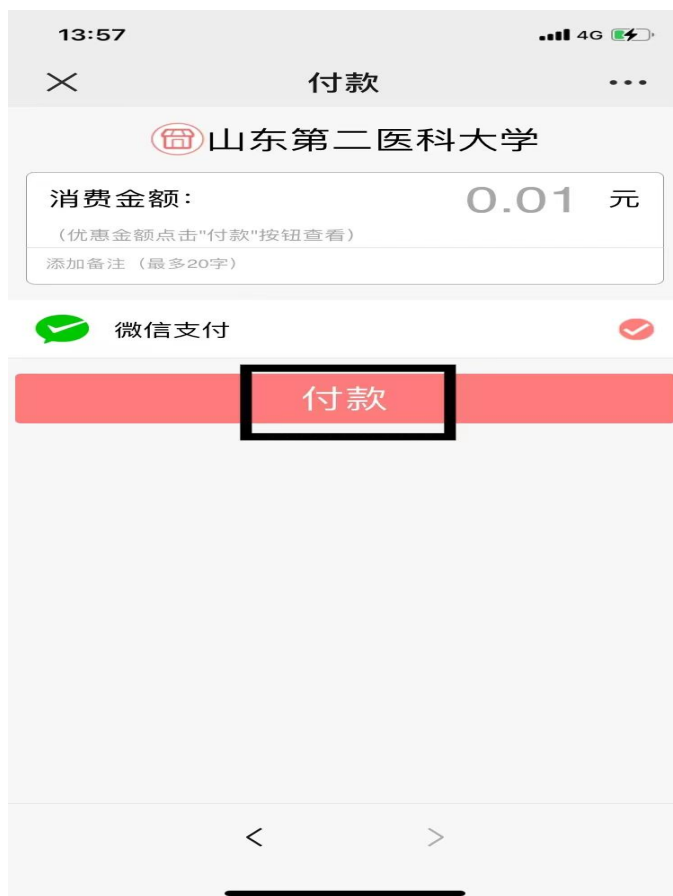 13:57 4G
付款
山东第二医科大学
消费金额: 0.01 元
(优惠金额点击"付款"按钮查看)
添加备注 (最多20字)
微信支付
付款